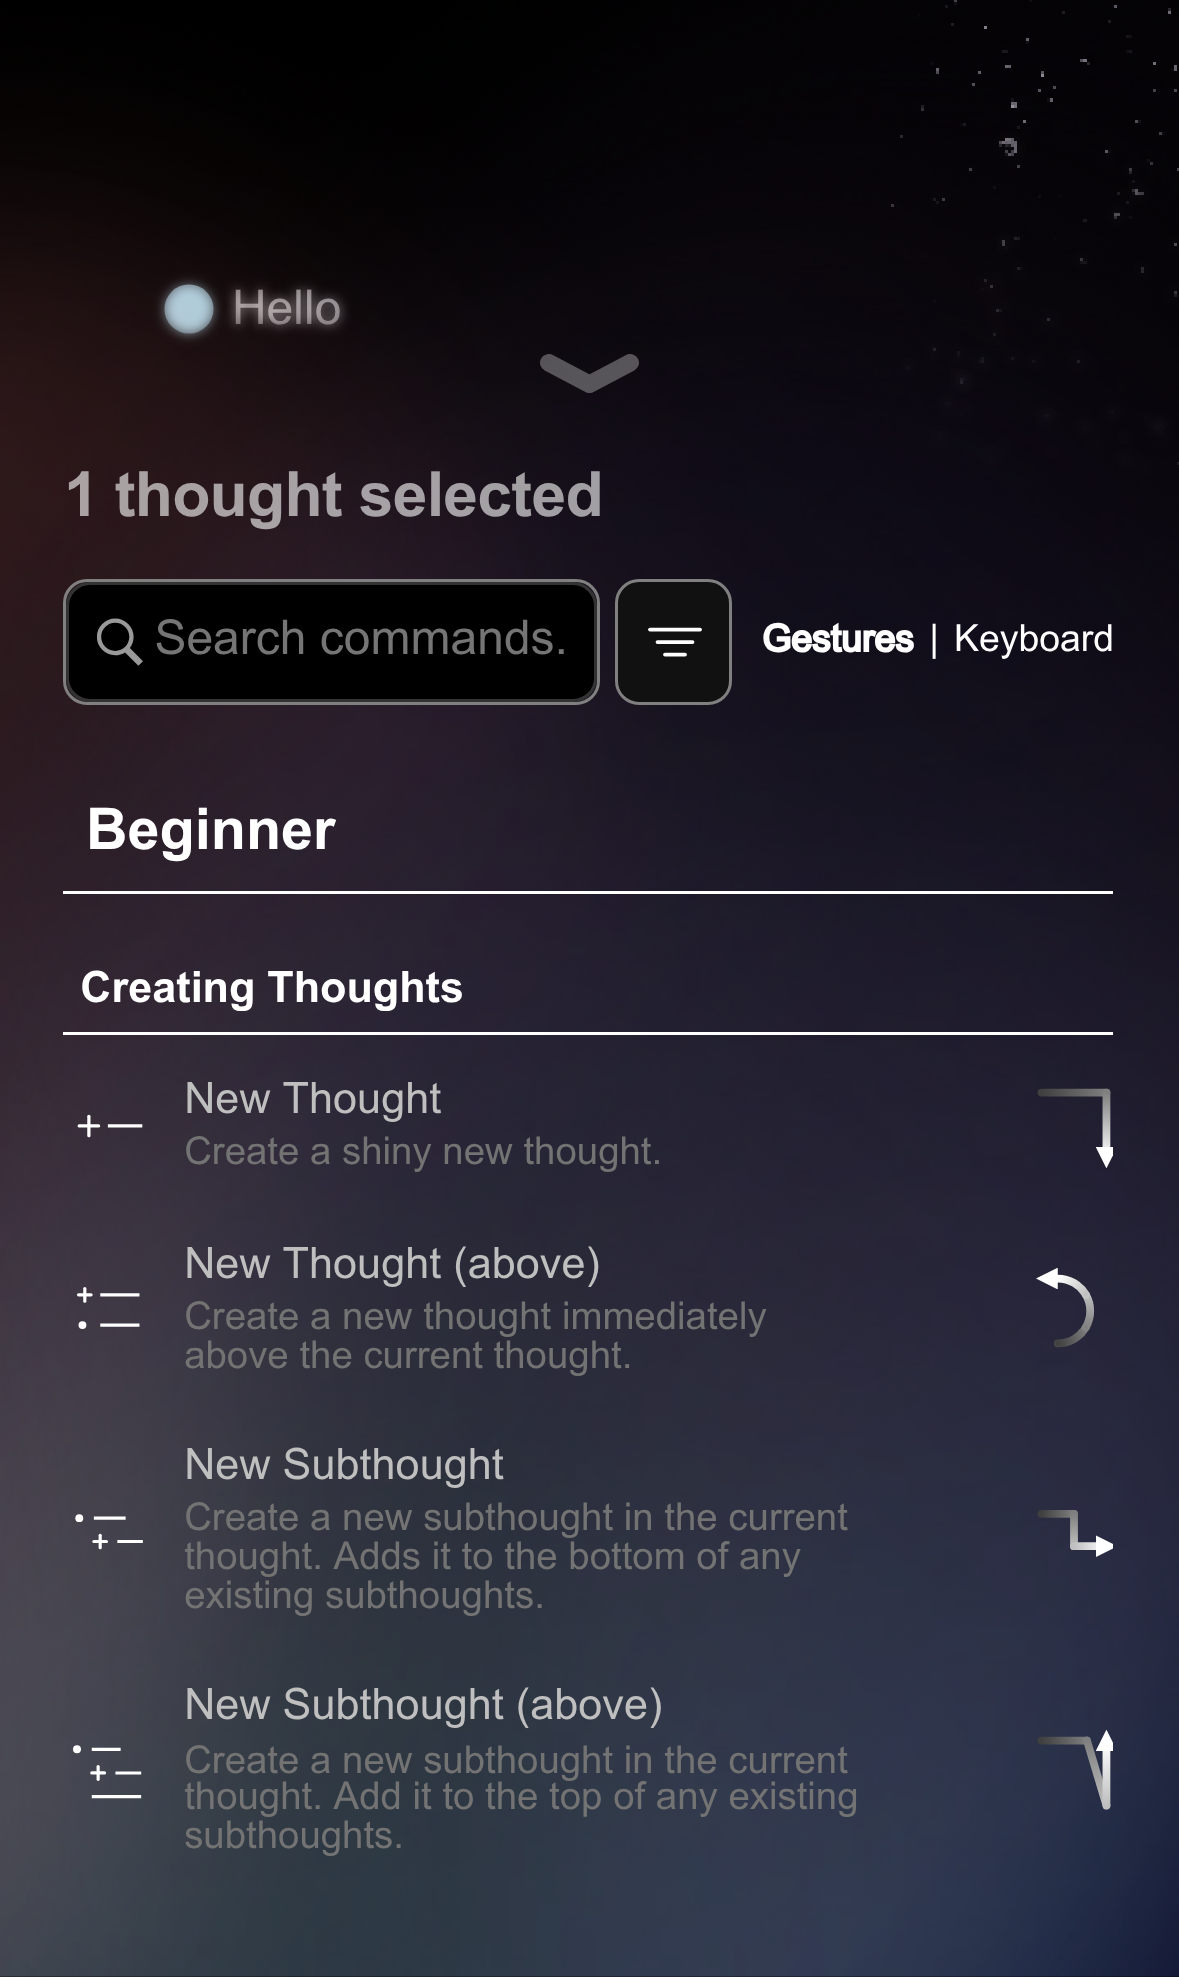 Hello
1 thought selected
Search commands.
Gestures | Keyboard
Beginner
Creating Thoughts
New Thought
Create a shiny new thought.
New Thought (above)
Create a new thought immediately
above the current thought.
New Subthought
Create a new subthought in the current
thought. Adds it to the bottom of any
existing subthoughts.
New Subthought (above)
Create a new subthought in the current
thought. Add it to the top of any existing
subthoughts.